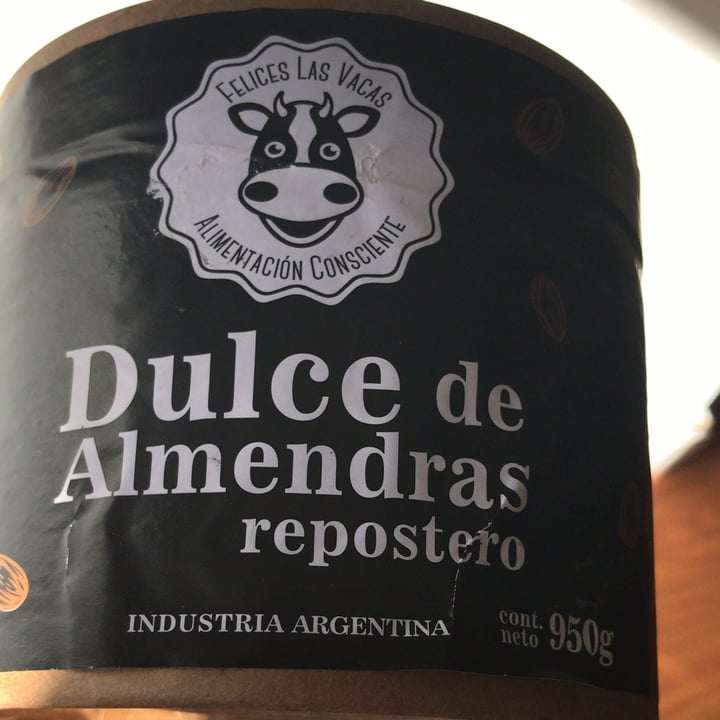 FELICES LAS VACAS
ALIMENTACIÓN CONSCIENTE
Dulce de
Almendras
repostero
INDUSTRIA ARGENTINA
cont.
neto 950g